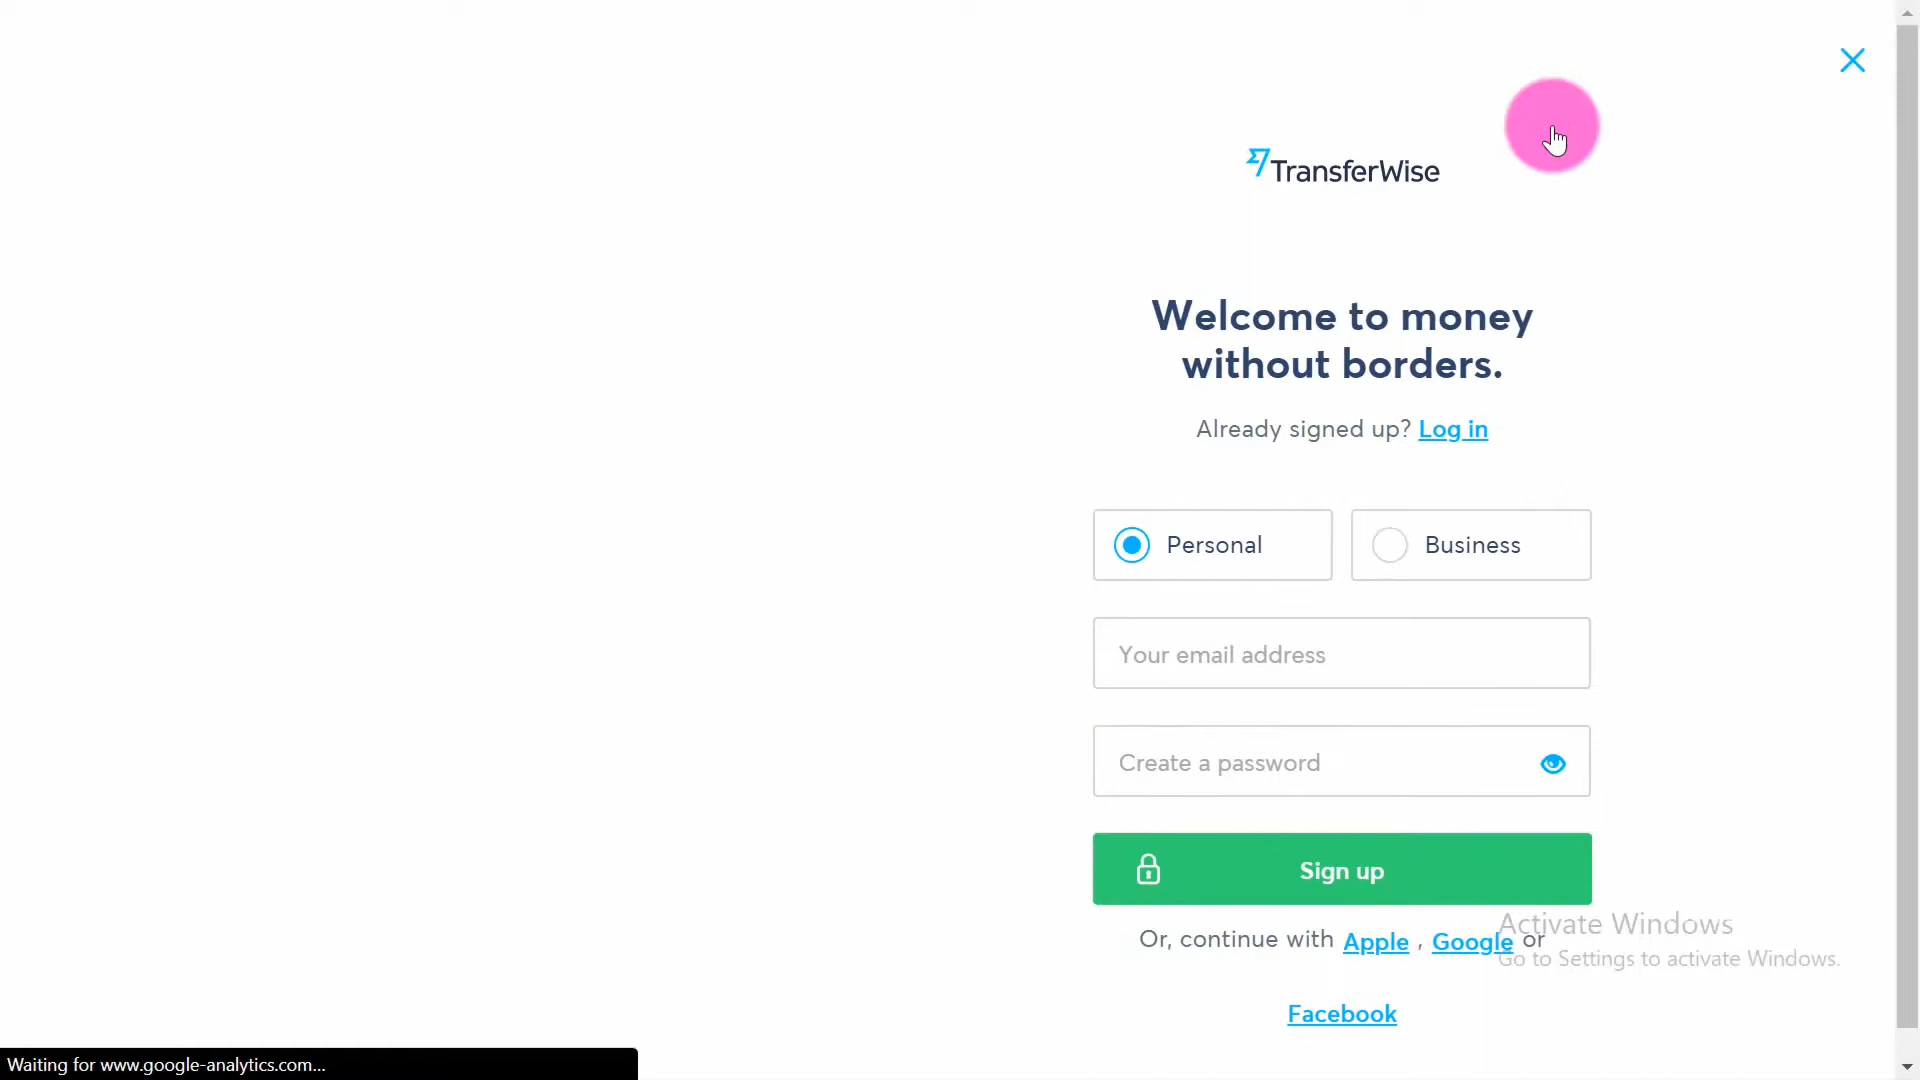 TransferWise
Welcome to money
without borders.
Already signed up? Log in
Personal
Business
Your email address
Create a password
Sign up
Or, continue with Apple , Google or
Facebook
Activate Windows
Go to Settings to activate Windows.
Waiting for www.google-analytics.com...